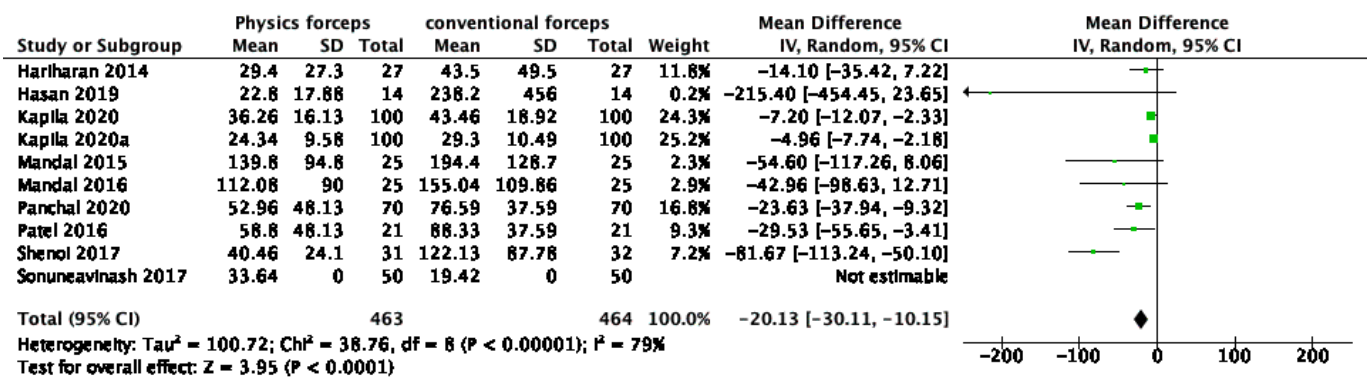 Physics forceps conventional forceps Mean Difference Mean Difference
Study or Subgroup Mean SD Total Mean SD Total Weight IV, Random, 95% CI IV, Random, 95% CI
Hariharan 2014 29.4 27.3 27 43.5 49.5 27 11.8% −14.10 [−35.42, 7.22]
Hasan 2019 22.8 17.88 14 238.2 456 14 0.2% −215.40 [−454.45, 23.65]
Kapila 2020 36.26 16.13 100 43.46 18.92 100 24.3% −7.20 [−12.07, −2.33]
Kapila 2020a 24.34 9.58 100 29.3 10.49 100 25.2% −4.96 [−7.74, −2.18]
Mandal 2015 139.8 94.8 25 194.4 128.7 25 2.3% −54.60 [−117.26, 8.06]
Mandal 2016 112.08 90 25 155.04 109.86 25 2.9% −42.96 [−98.63, 12.71]
Panchal 2020 52.96 48.13 70 76.59 37.59 70 16.8% −23.63 [−37.94, −9.32]
Patel 2016 58.8 48.13 21 88.33 37.59 21 9.3% −29.53 [−55.65, −3.41]
Shenoi 2017 40.46 24.1 31 122.13 87.78 32 7.2% −81.67 [−113.24, −50.10]
Sonuneavinash 2017 33.64 0 50 19.42 0 50 Not estimable
Total (95% CI) 463 464 100.0% −20.13 [−30.11, −10.15]
Heterogeneity: Tau² = 100.72; Chi² = 38.76, df = 8 (P < 0.00001); I² = 79%
Test for overall effect: Z = 3.95 (P < 0.0001)
−200 −100 0 100 200